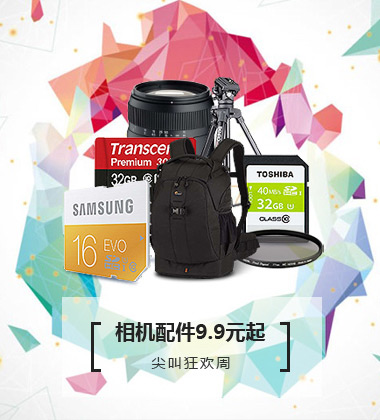 Transcend
Premium 30
32GB
TOSHIBA
40MB/s
32GB
CLASS 10
SAMSUNG
16 EVO
相机配件9.9元起
尖叫狂欢周